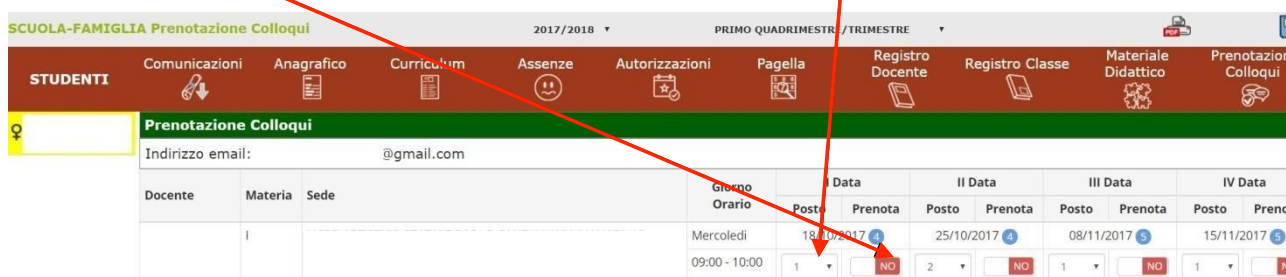 SCUOLA-FAMIGLIA Prenotazione Colloqui 2017/2018 PRIMO QUADRIMESTRE/TRIMESTRE PDF
STUDENTI Comunicazioni Anagrafico Curriculum Assenze Autorizzazioni Pagella Registro Docente Registro Classe Materiale Didattico Prenotazion Colloqui
Prenotazione Colloqui
Indirizzo email: @gmail.com
Docente Materia Sede Giorno Orario I Data II Data III Data IV Data
Posto Prenota Posto Prenota Posto Prenota Posto Preno
Mercoledì 18/10/2017 4 25/10/2017 4 08/11/2017 5 15/11/2017 5
09:00 - 10:00 1 NO 2 NO 1 NO 1